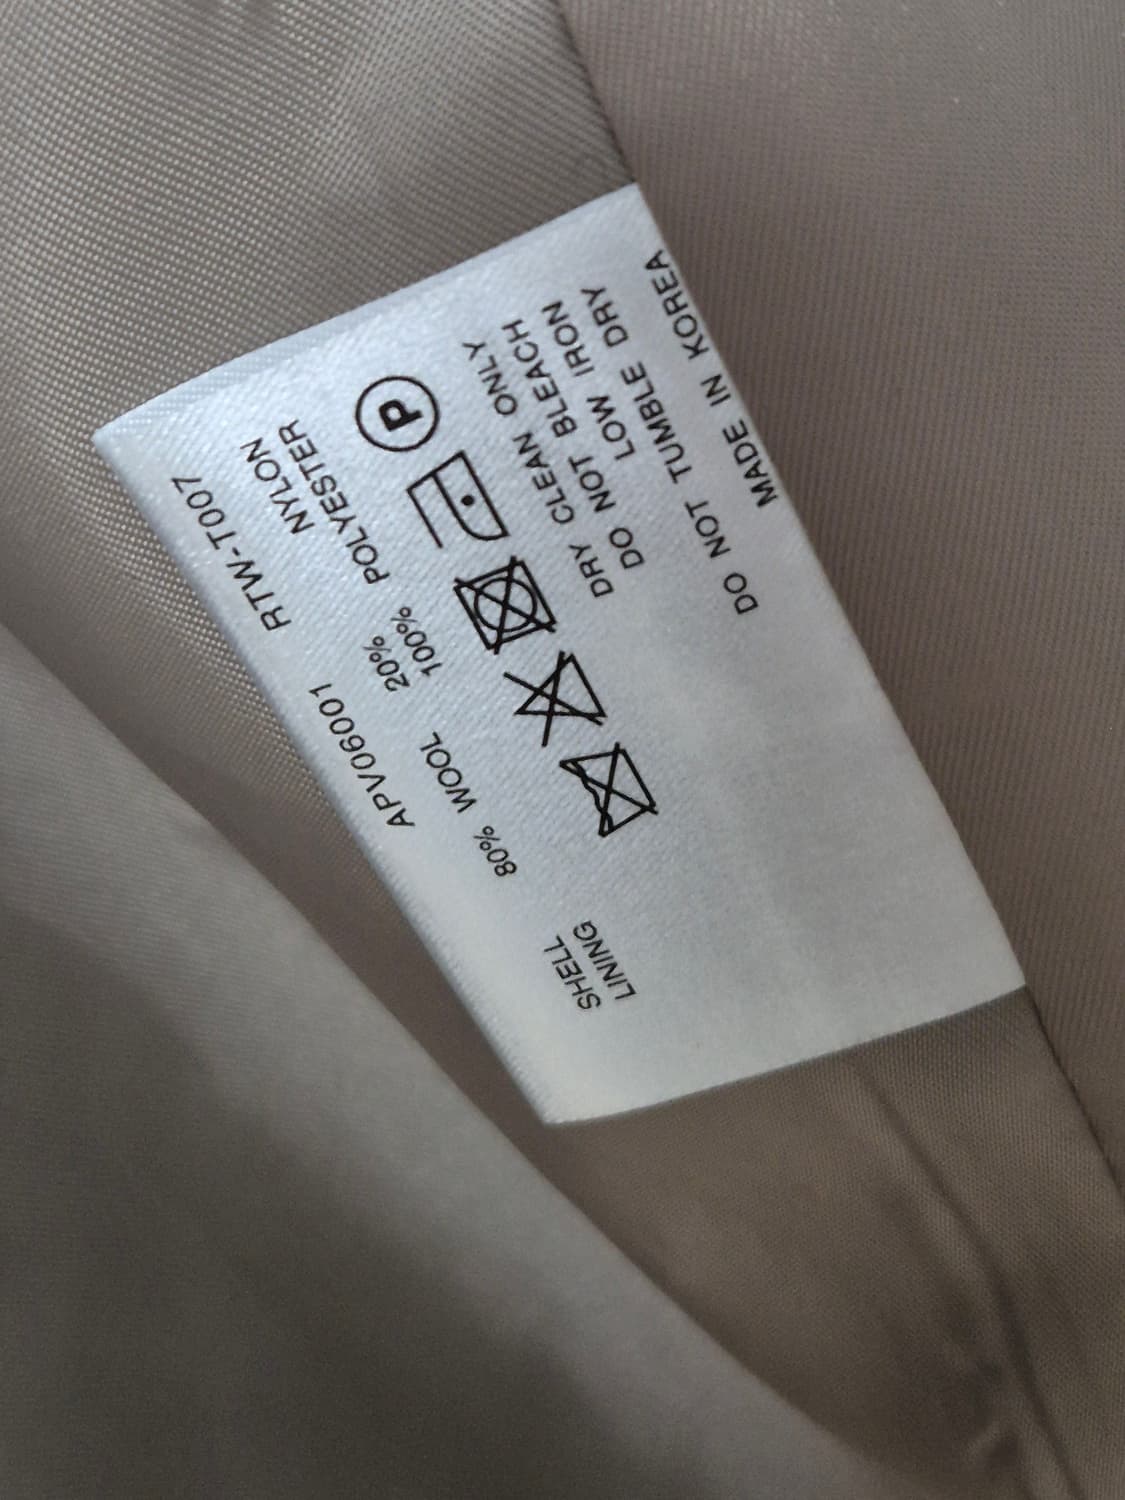 APV06001 RTW-T007
SHELL 80% WOOL 20% NYLON
LINING 100% POLYESTER
P
DRY CLEAN ONLY
DO NOT BLEACH
LOW IRON
DO NOT TUMBLE DRY
MADE IN KOREA